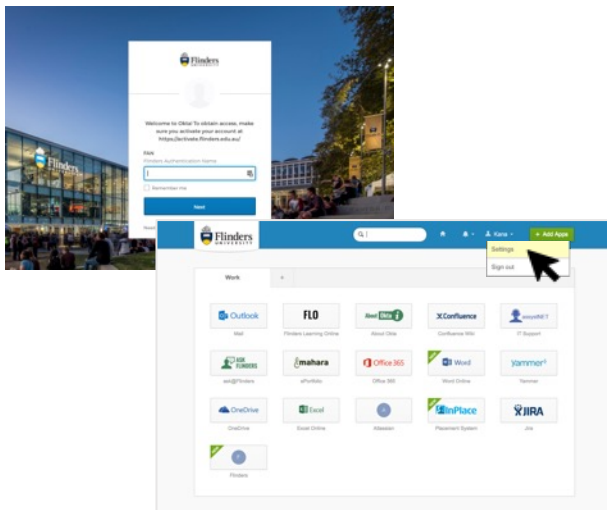 Flinders
UNIVERSITY
Welcome to Okta! To obtain access, make
sure you activate your account at
https://activate.flinders.edu.au/
FAN
Flinders Authentication Name
Remember me
Next
Need
Flinders
Flinders
UNIVERSITY
Kana
+ Add Apps
Settings
Sign out
Work
+
Outlook
FLO
About Okta i
XConfluence
Mail
Flinders Learning Online
About Okta
Confluence Wiki
IT Support
ASK
FLINDERS
mahara
Office 365
Word
yammer
ask@Flinders
ePortfolio
Office 365
Word Online
Yammer
OneDrive
Excel
InPlace
JIRA
OneDrive
Excel Online
Atlassian
Placement System
Jira
Flinders